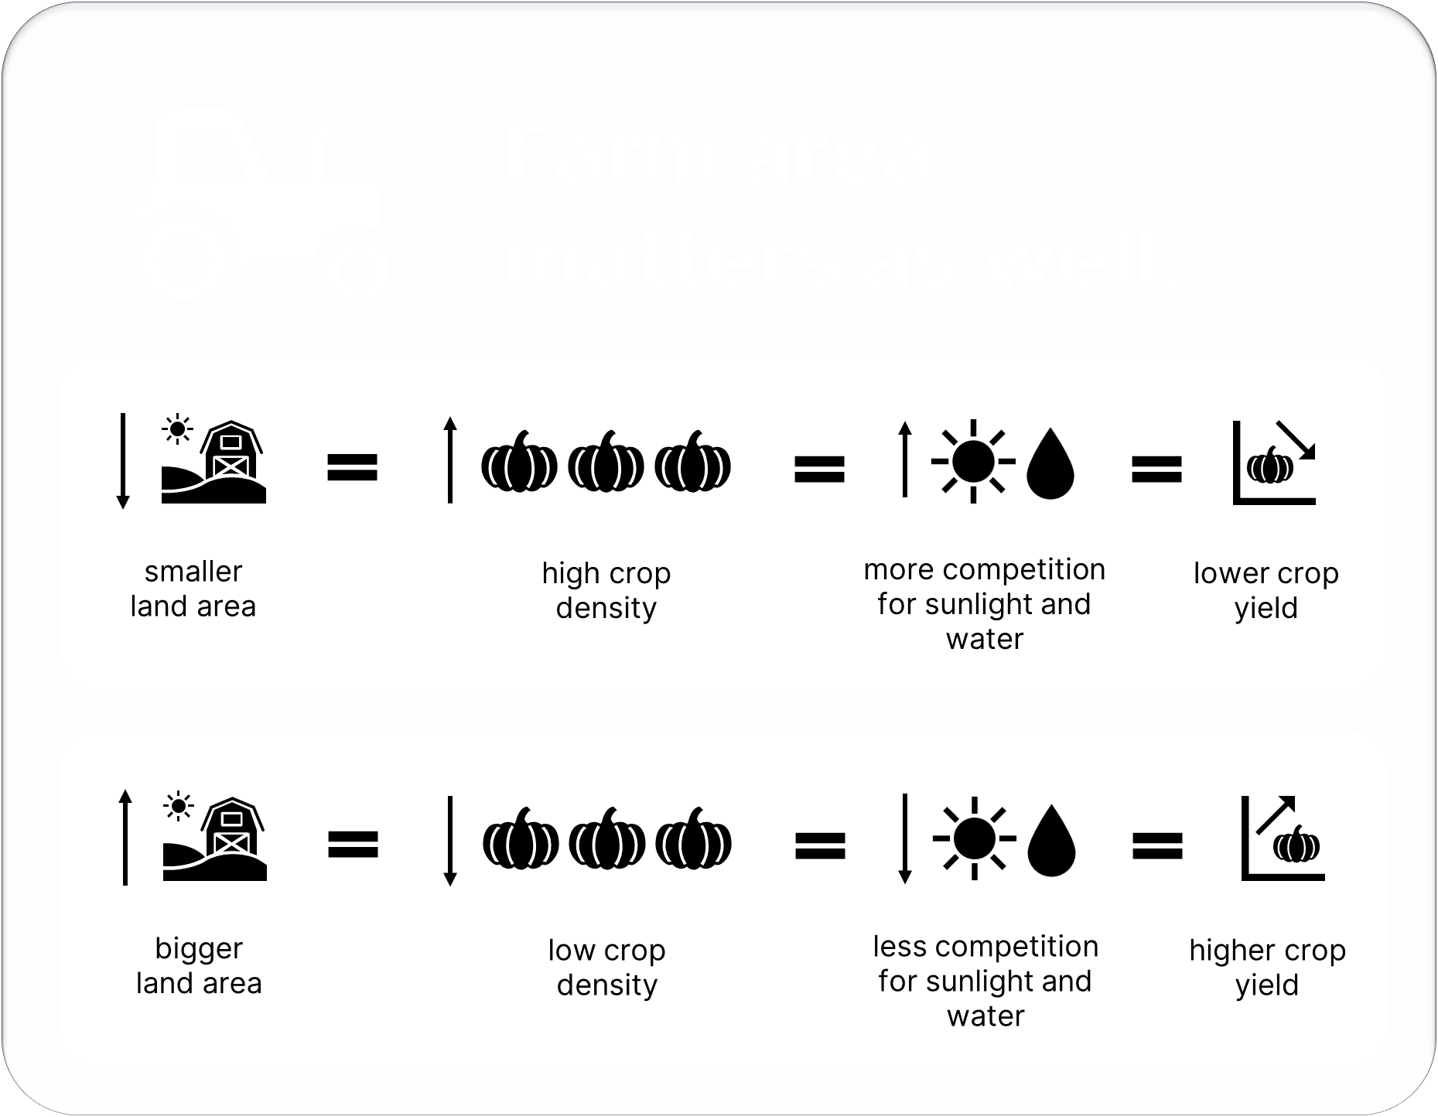 Farm area
matters as well.
smaller
land area
high crop
density
more competition
for sunlight and
water
lower crop
yield
bigger
land area
low crop
density
less competition
for sunlight and
water
higher crop
yield